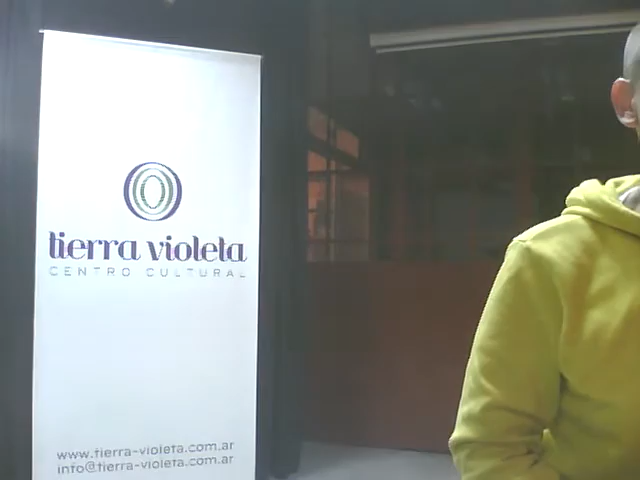 tierra violeta
CENTRO CULTURAL
www.tierra-violeta.com.ar
info@tierra-violeta.com.ar